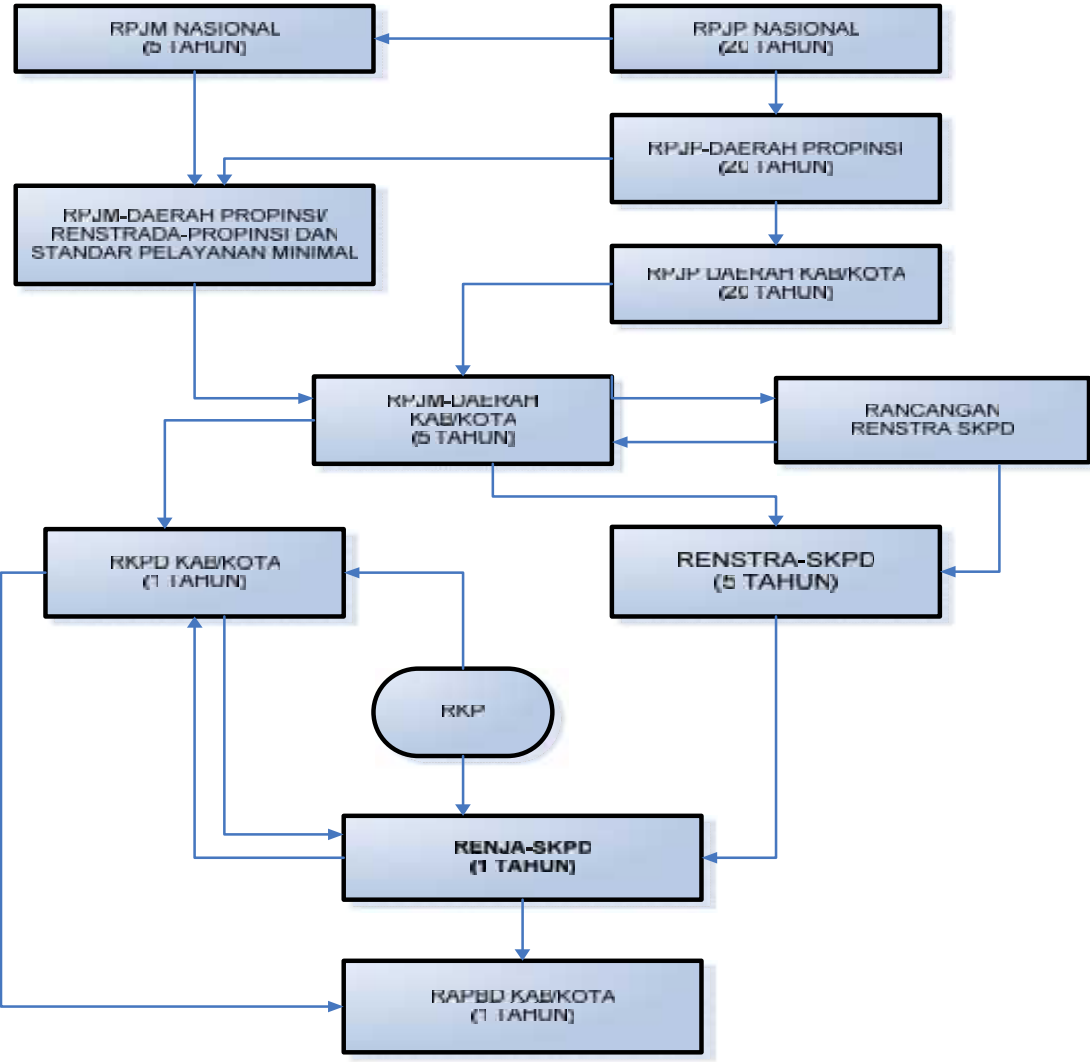 RPJM NASIONAL
(5 TAHUN)
RPJP NASIONAL
(20 TAHUN)
RPJP-DAERAH PROPINSI
(20 TAHUN)
RPJM-DAERAH PROPINSI/
RENSTRADA-PROPINSI DAN
STANDAR PELAYANAN MINIMAL
RPJP DAERAH KAB/KOTA
(20 TAHUN)
RPJM-DAERAH
KAB/KOTA
(5 TAHUN)
RANCANGAN
RENSTRA SKPD
RKPD KAB/KOTA
(1 TAHUN)
RENSTRA-SKPD
(5 TAHUN)
RKP
RENJA-SKPD
(1 TAHUN)
RAPBD KAB/KOTA
(1 TAHUN)